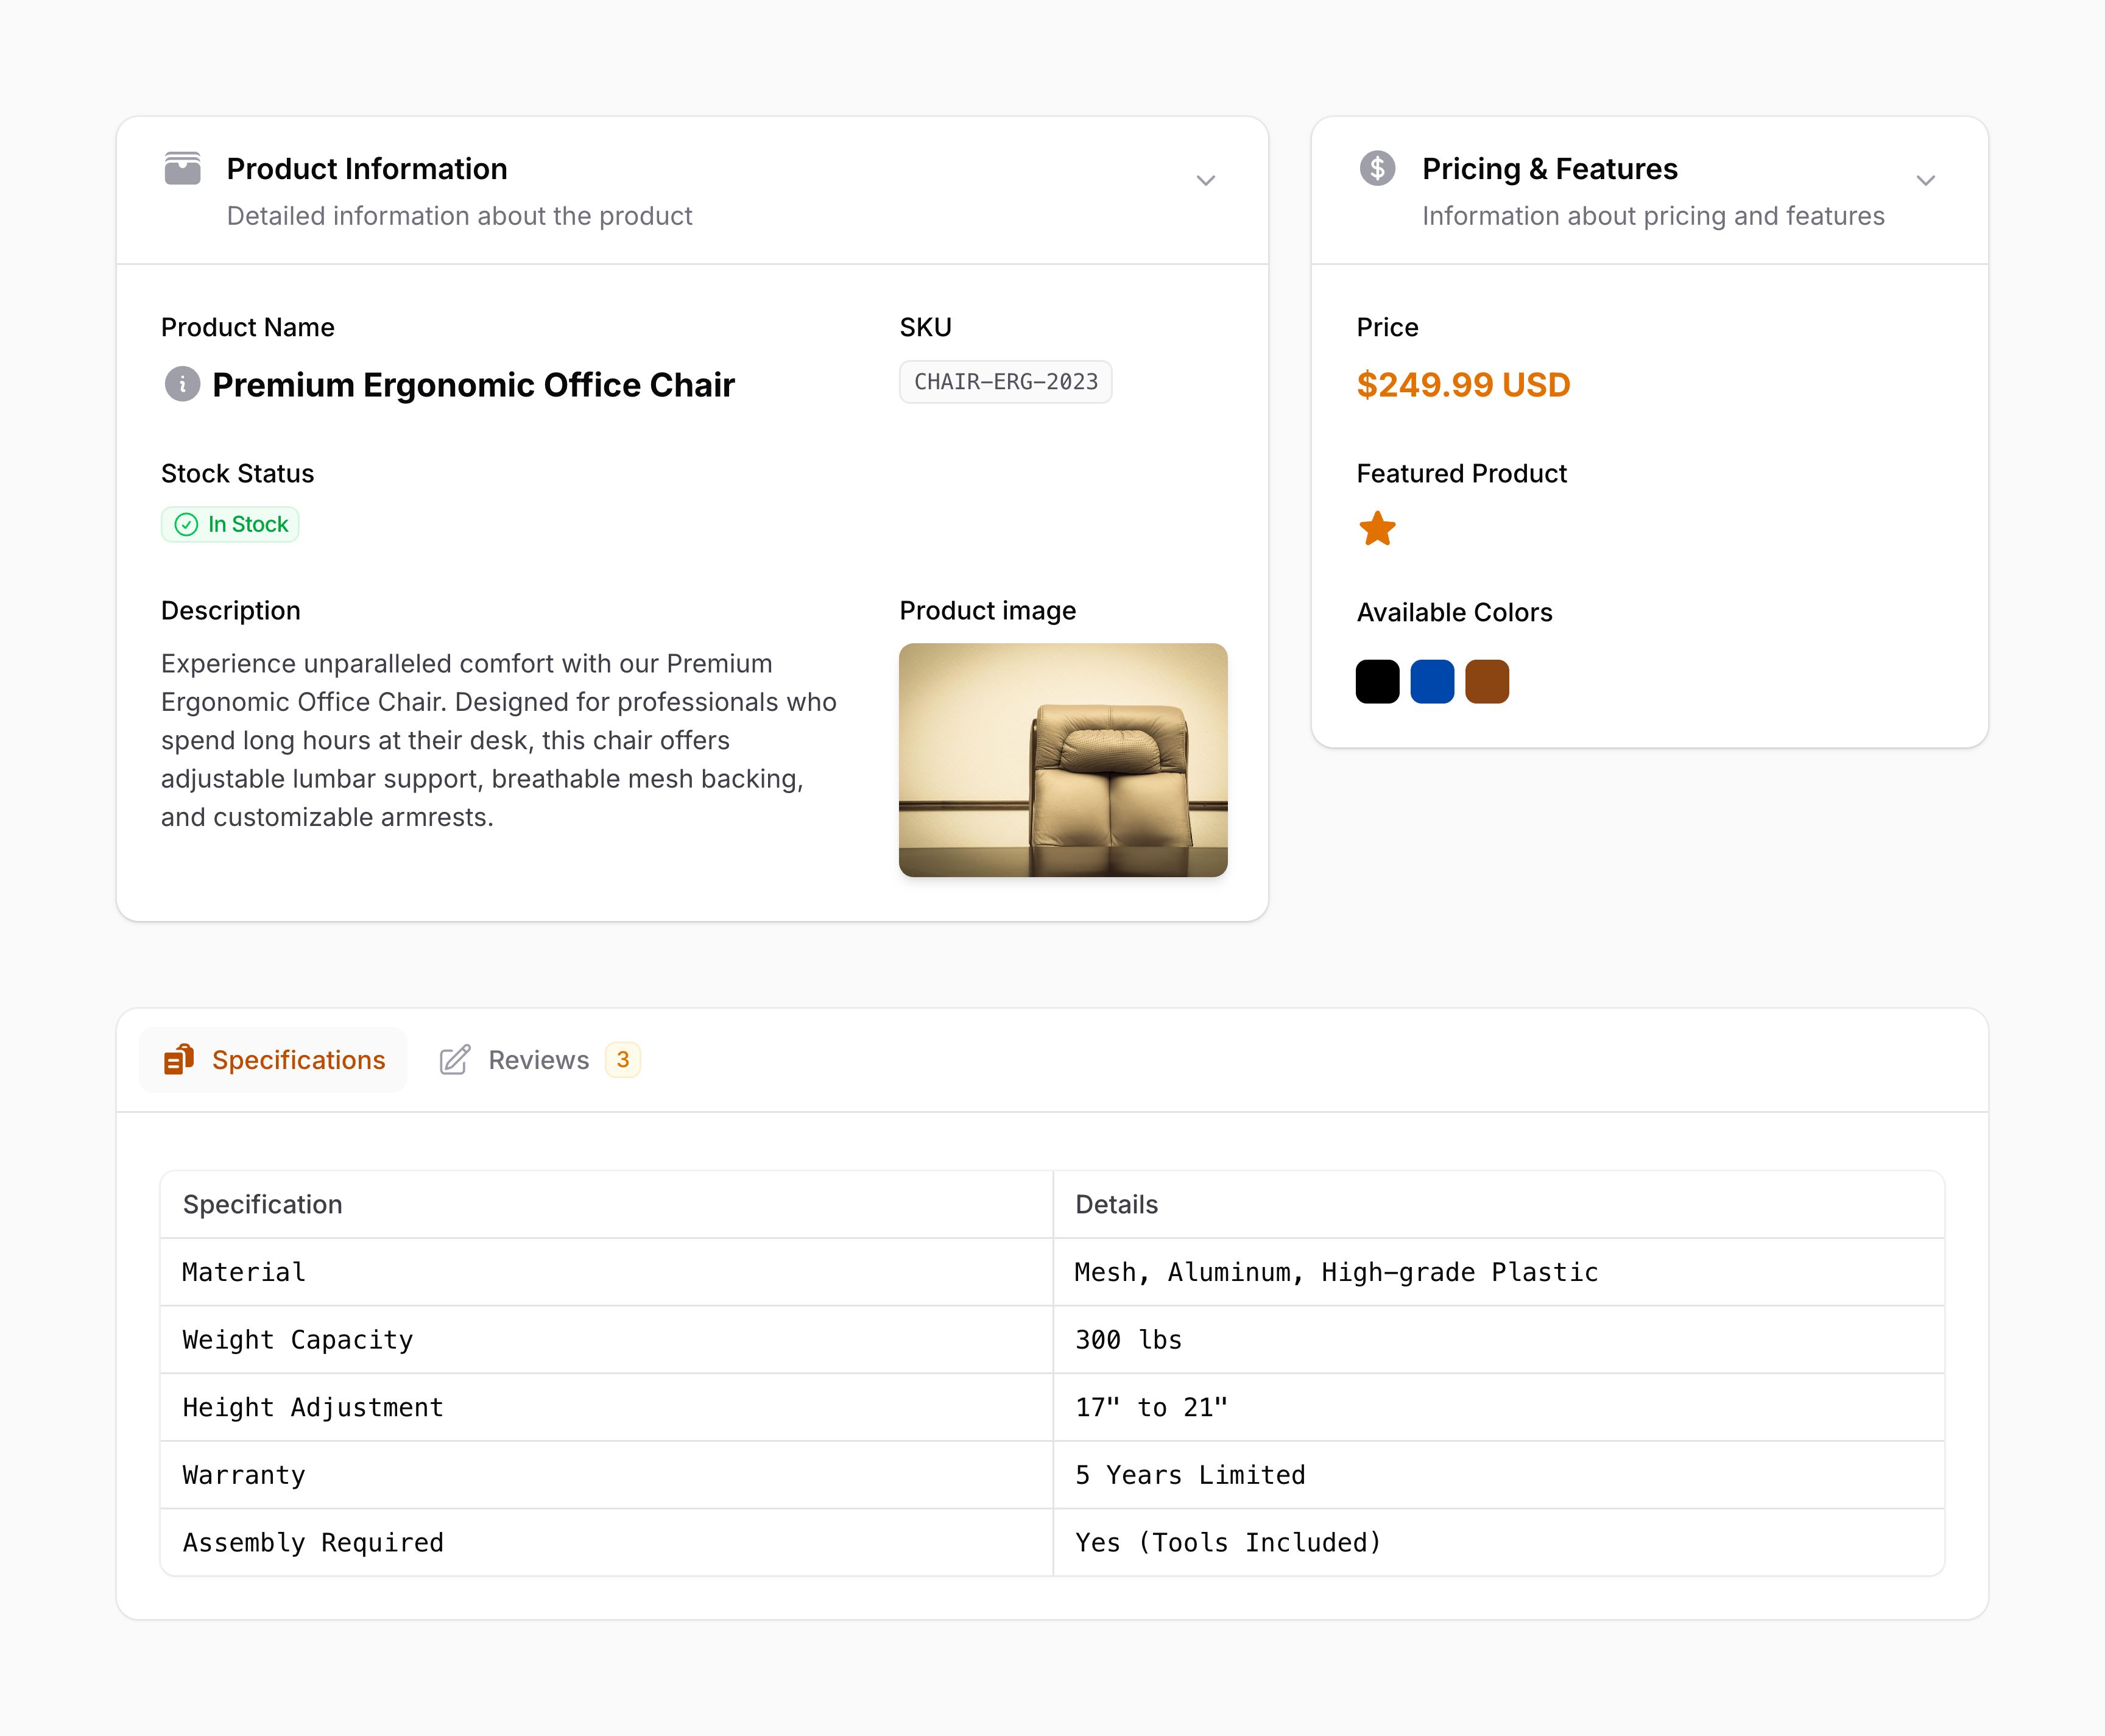 Product Information
Detailed information about the product
Product Name
Premium Ergonomic Office Chair
SKU
CHAIR-ERG-2023
Stock Status
In Stock
Description
Experience unparalleled comfort with our Premium
Ergonomic Office Chair. Designed for professionals who
spend long hours at their desk, this chair offers
adjustable lumbar support, breathable mesh backing,
and customizable armrests.
Product image
Pricing & Features
Information about pricing and features
Price
$249.99 USD
Featured Product
Available Colors
Specifications
Reviews 3
Specification Details
Material Mesh, Aluminum, High-grade Plastic
Weight Capacity 300 lbs
Height Adjustment 17" to 21"
Warranty 5 Years Limited
Assembly Required Yes (Tools Included)